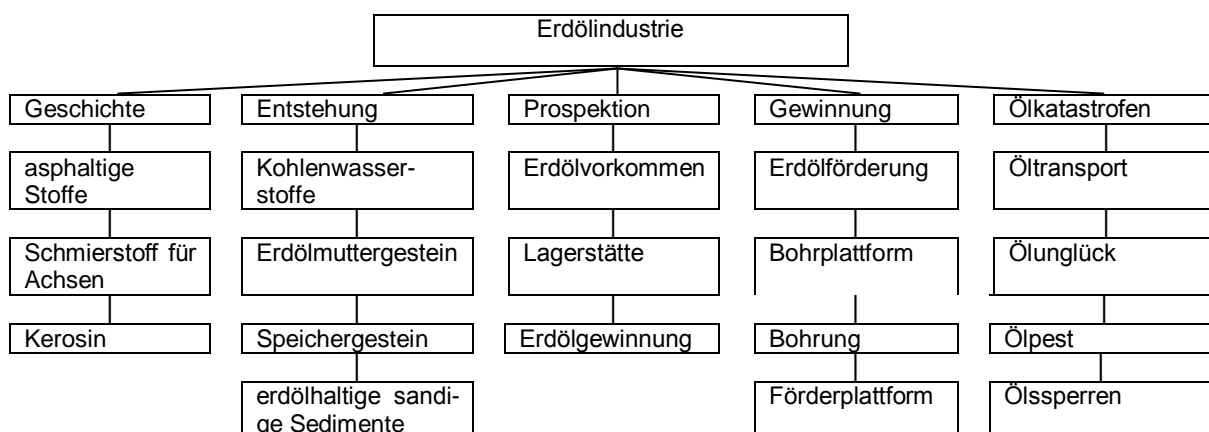 Erdölindustrie
Geschichte
Entstehung
Prospektion
Gewinnung
Ölkatastrofen
asphaltige
Stoffe
Kohlenwasser-
stoffe
Erdölvorkommen
Erdölförderung
Öltransport
Schmierstoff für
Achsen
Erdölmuttergestein
Lagerstätte
Bohrplattform
Ölunglück
Kerosin
Speichergestein
Erdölgewinnung
Bohrung
Ölpest
erdölhaltige sandi-
ge Sedimente
Förderplattform
Ölssperren